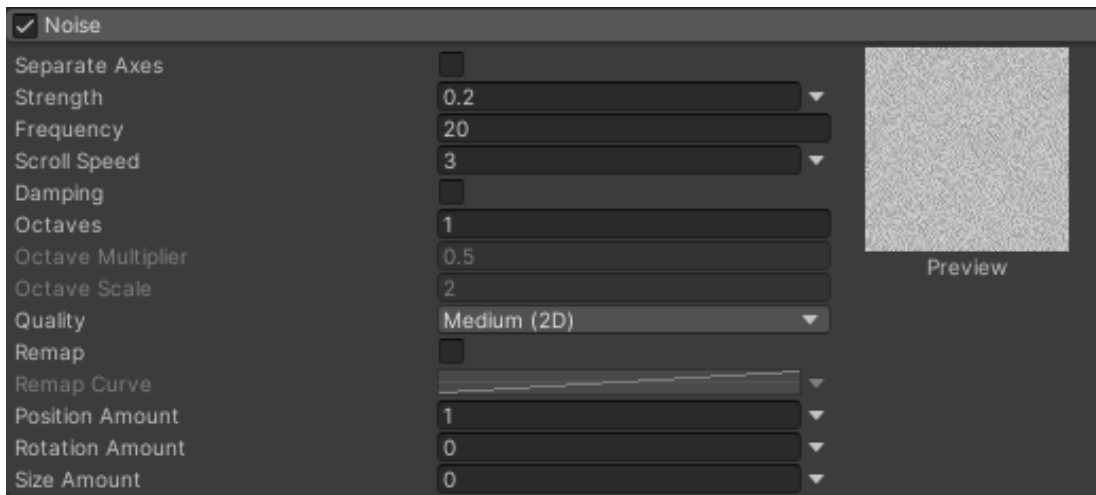 Noise
Separate Axes
Strength 0.2
Frequency 20
Scroll Speed 3
Damping
Octaves 1
Octave Multiplier 0.5
Preview
Octave Scale 2
Quality Medium (2D)
Remap
Remap Curve
Position Amount 1
Rotation Amount 0
Size Amount 0